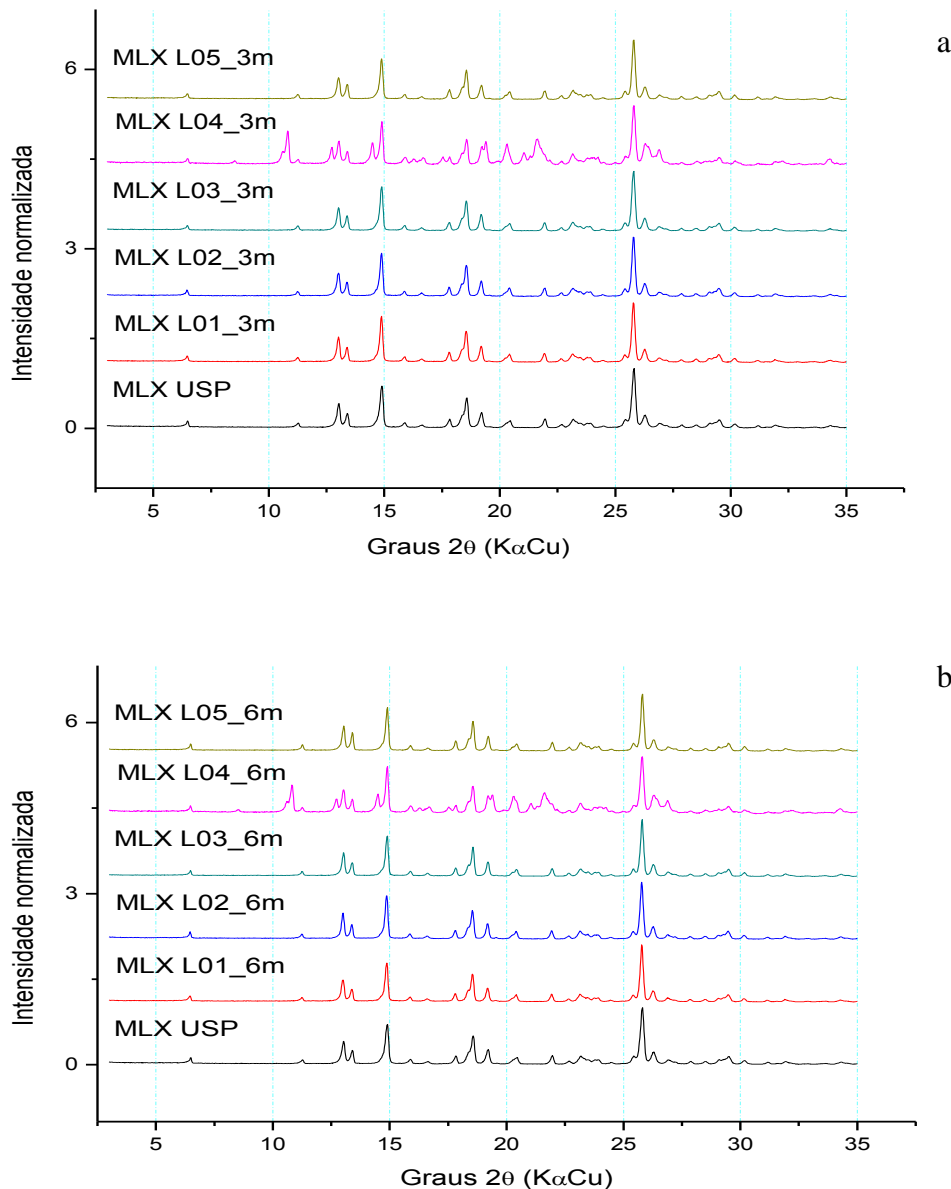 a
6
3
0
Intensidade normalizada
MLX L05_3m
MLX L04_3m
MLX L03_3m
MLX L02_3m
MLX L01_3m
MLX USP
5 10 15 20 25 30 35
Graus 2θ (KαCu)
b
6
3
0
Intensidade normalizada
MLX L05_6m
MLX L04_6m
MLX L03_6m
MLX L02_6m
MLX L01_6m
MLX USP
5 10 15 20 25 30 35
Graus 2θ (KαCu)